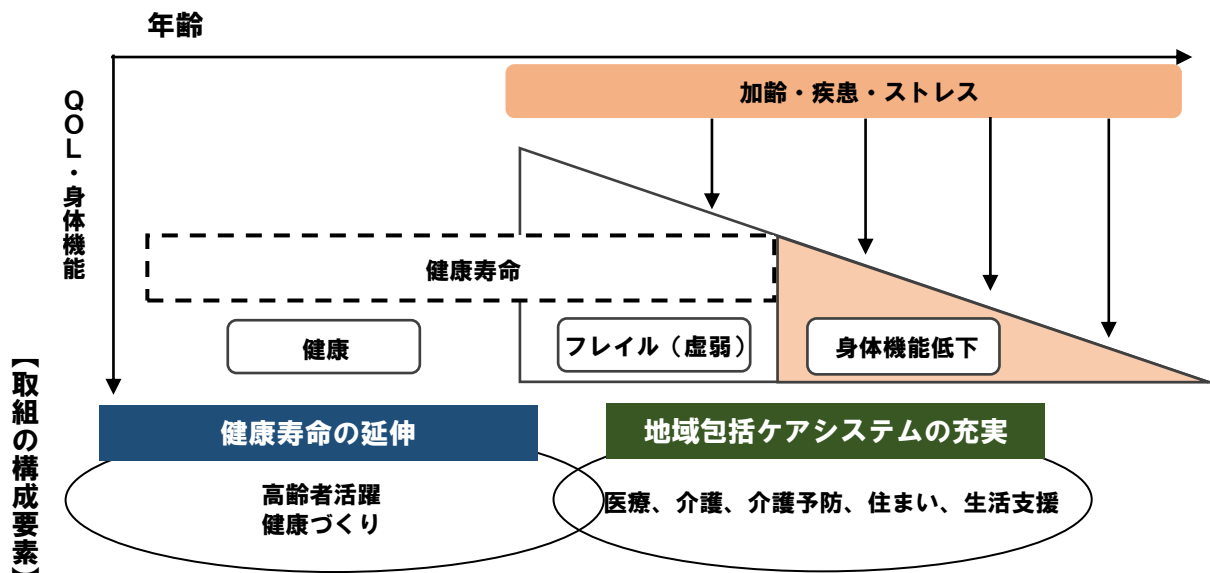 年齢
QOL・身体機能
加齢・疾患・ストレス
健康寿命
健康
フレイル（虚弱）
身体機能低下
【取組の構成要素】
健康寿命の延伸
地域包括ケアシステムの充実
高齢者活躍
健康づくり
医療、介護、介護予防、住まい、生活支援